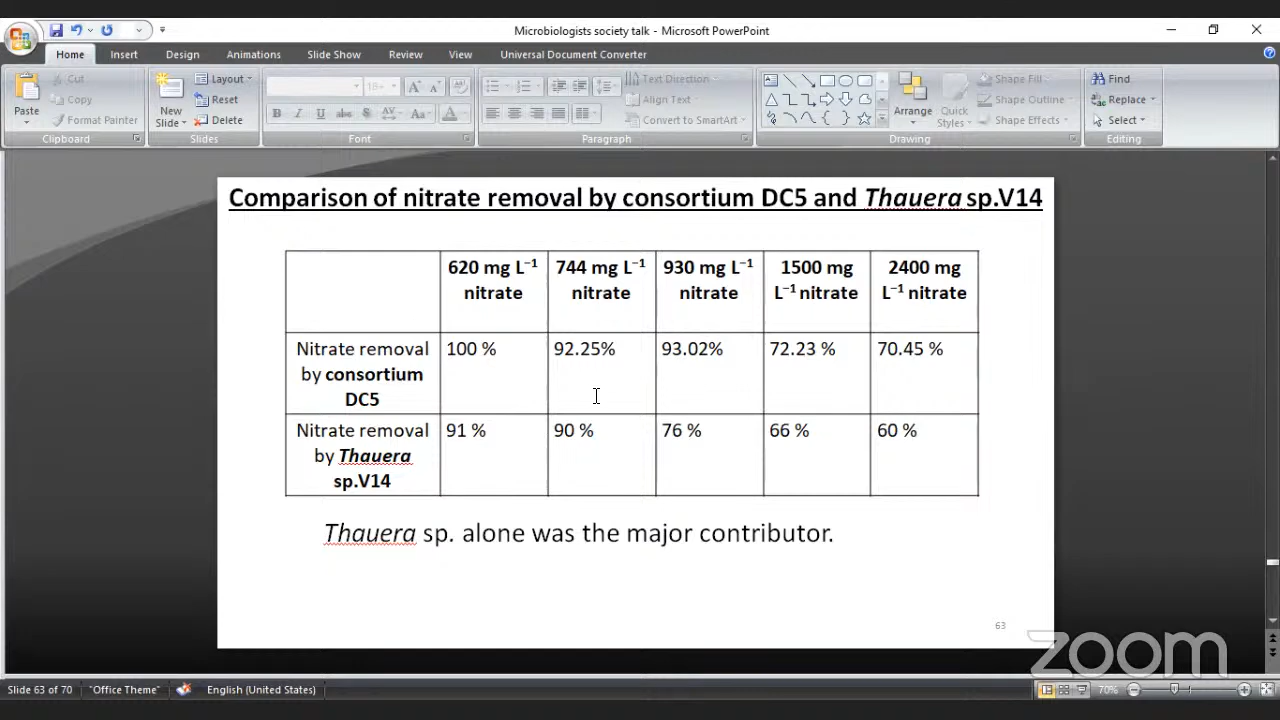 Microbiologists society talk - Microsoft PowerPoint
Home Insert Design Animations Slide Show Review View Universal Document Converter
Paste
Cut
Copy
Format Painter
Clipboard
New
Slide
Layout
Reset
Delete
Slides
18
B I U abc S AV Aa A
Font
Text Direction
Align Text
Convert to SmartArt
Paragraph
Arrange
Quick
Styles
Shape Fill
Shape Outline
Shape Effects
Drawing
Find
Replace
Select
Editing
Comparison of nitrate removal by consortium DC5 and Thauera sp.V14
620 mg L⁻¹ 744 mg L⁻¹ 930 mg L⁻¹ 1500 mg 2400 mg
nitrate nitrate nitrate L⁻¹ nitrate L⁻¹ nitrate
Nitrate removal 100 % 92.25% 93.02% 72.23 % 70.45 %
by consortium
DC5
Nitrate removal 91 % 90 % 76 % 66 % 60 %
by Thauera
sp.V14
Thauera sp. alone was the major contributor.
63
zoom
Slide 63 of 70 "Office Theme" English (United States) 70%